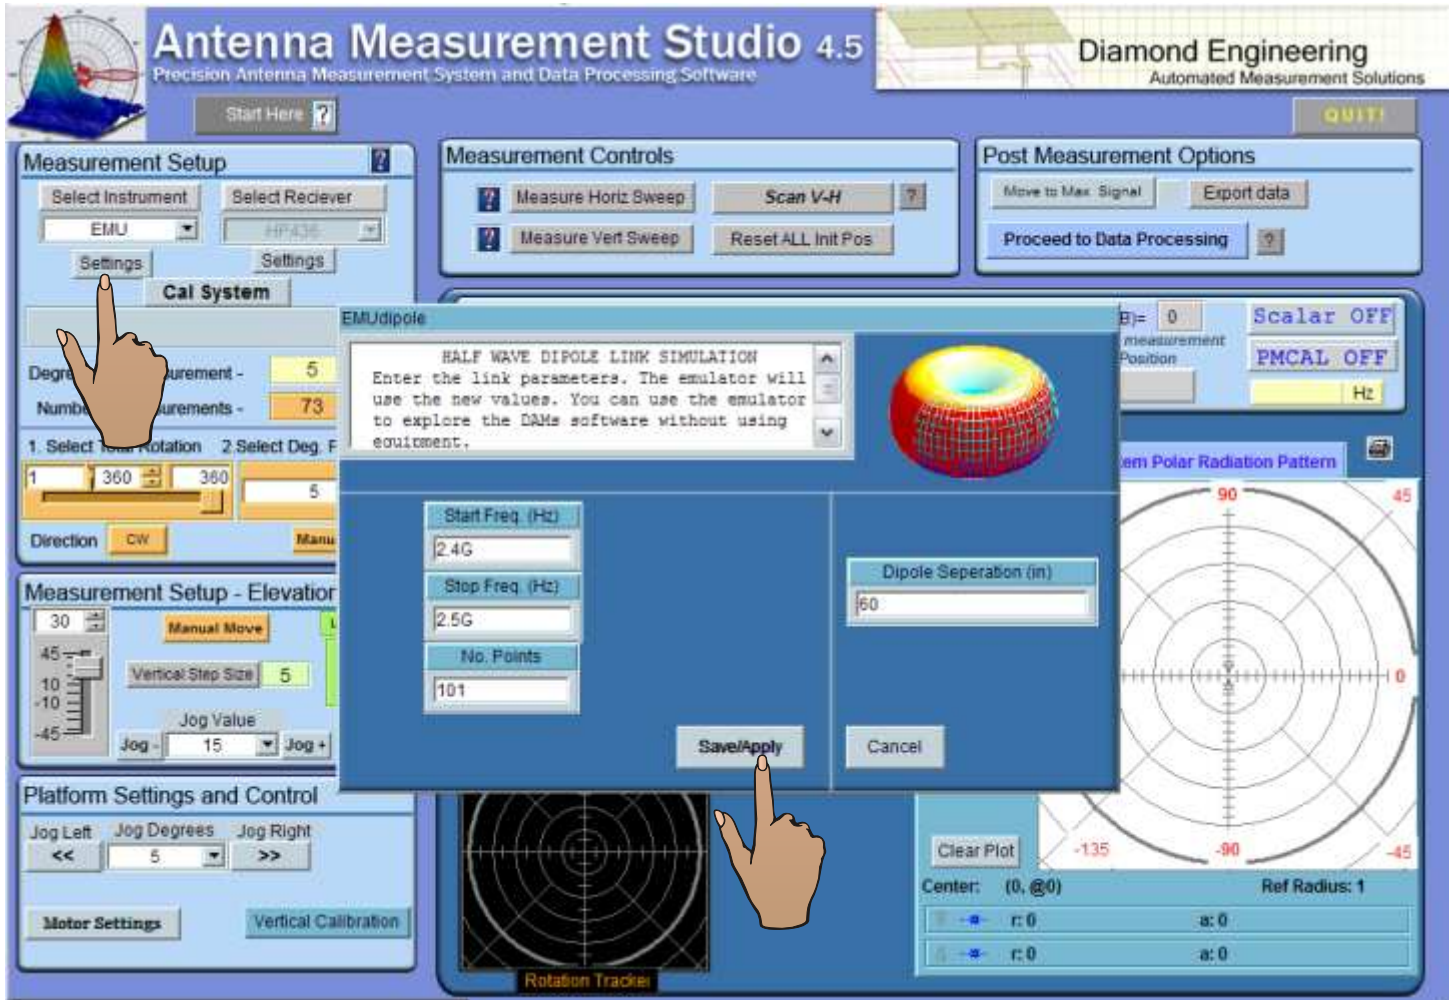 Antenna Measurement Studio 4.5
Precision Antenna Measurement System and Data Processing Software
Diamond Engineering
Automated Measurement Solutions
Start Here ?
QUIT!
Measurement Setup ?
Select Instrument Select Reciever
EMU HP436
Settings Settings
Cal System
5
73
1. Select Rotation 2 Select Deg.
1 360 360
5
Direction CW
Measurement Setup - Elevation
30 Manual Move
45
10
-10
-45
Vertical Step Size 5
Jog Value
Jog - 15 Jog +
Platform Settings and Control
Jog Left Jog Degrees Jog Right
<< 5 >>
Motor Settings Vertical Calibration
Measurement Controls
? Measure Horiz Sweep Scan V-H ?
? Measure Vert Sweep Reset ALL Init Pos
Post Measurement Options
Move to Max Signal Export data
Proceed to Data Processing ?
EMUdipole
HALF WAVE DIPOLE LINK SIMULATION
Enter the link parameters. The emulator will
use the new values. You can use the emulator
to explore the DAMs software without using
equipment.
Start Freq. (Hz)
2.4G
Stop Freq. (Hz)
2.5G
No. Points
101
Dipole Seperation (in)
60
Save/Apply Cancel
B)= 0 Scalar OFF
measurement
Position PMCAL OFF
Hz
Polar Radiation Pattern
90 45
0
-135 -90 -45
Clear Plot
Center: (0, @0) Ref Radius: 1
r: 0 a: 0
r: 0 a: 0
Rotation Tracker